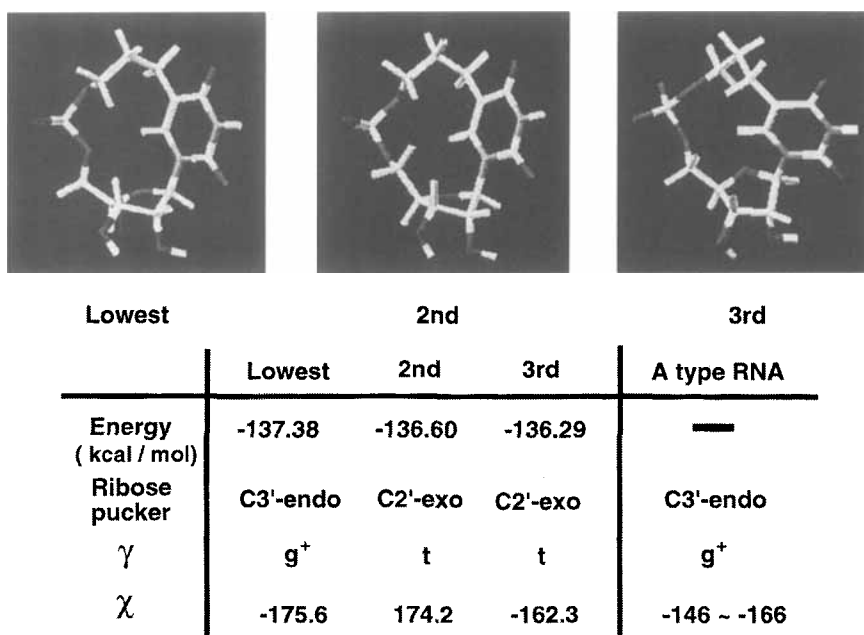 Lowest 2nd 3rd
Lowest 2nd 3rd A type RNA
Energy -137.38 -136.60 -136.29 —
( kcal / mol)
Ribose
pucker C3'-endo C2'-exo C2'-exo C3'-endo
γ g⁺ t t g⁺
χ -175.6 174.2 -162.3 -146 ~ -166